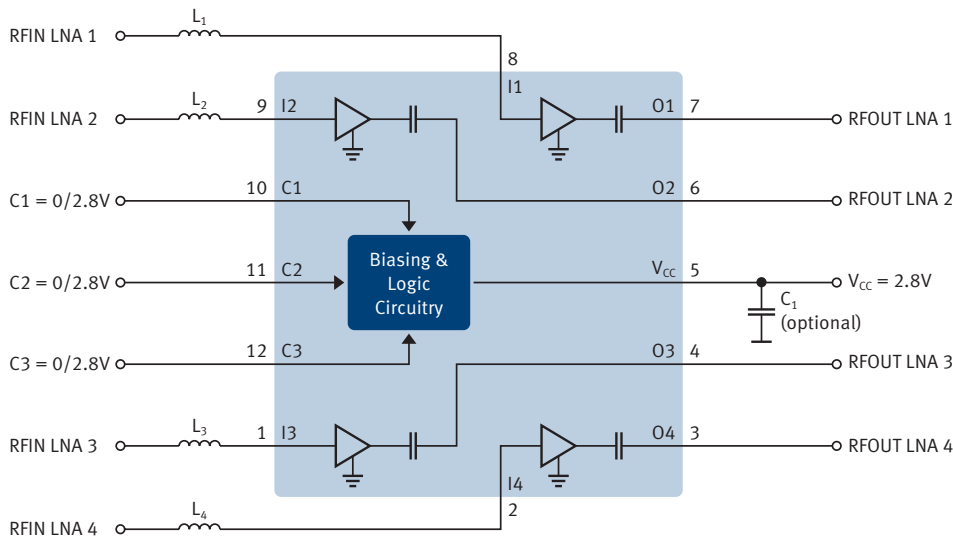 RFIN LNA 1
L₁
8
I1
RFIN LNA 2
L₂
9 I2
O1 7
RFOUT LNA 1
C1 = 0/2.8V
10 C1
O2 6
RFOUT LNA 2
Biasing &
Logic
Circuitry
C2 = 0/2.8V
11 C2
V_CC 5
V_CC = 2.8V
C₁
(optional)
C3 = 0/2.8V
12 C3
O3 4
RFOUT LNA 3
RFIN LNA 3
L₃
1 I3
O4 3
RFOUT LNA 4
I4
2
RFIN LNA 4
L₄